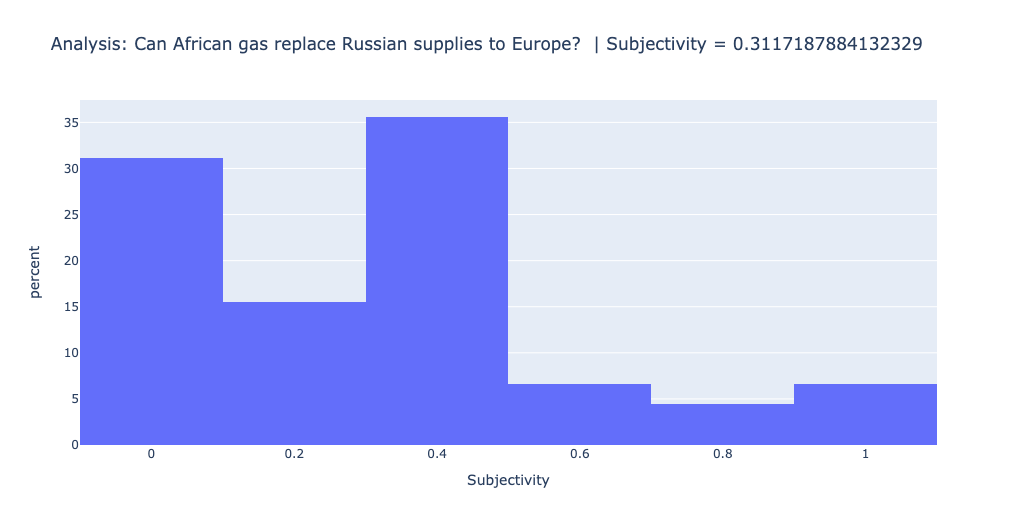 Analysis: Can African gas replace Russian supplies to Europe?  | Subjectivity = 0.3117187884132329
35
30
25
20
15
10
5
0
percent
0 0.2 0.4 0.6 0.8 1
Subjectivity